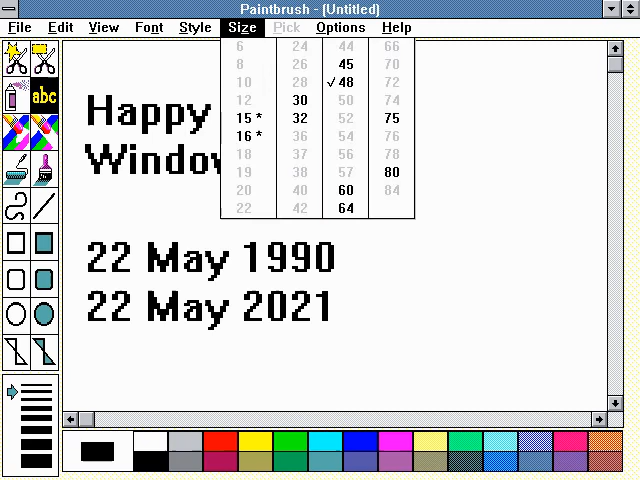 Paintbrush - (Untitled)
File Edit View Font Style Size Pick Options Help
6 24 44 66
8 26 45 70
10 28 ✓48 72
12 30 50 74
15 * 32 52 75
16 * 36 54 76
18 37 56 78
19 38 57 80
20 40 60 84
22 42 64
abc
Happy
Window
22 May 1990
22 May 2021